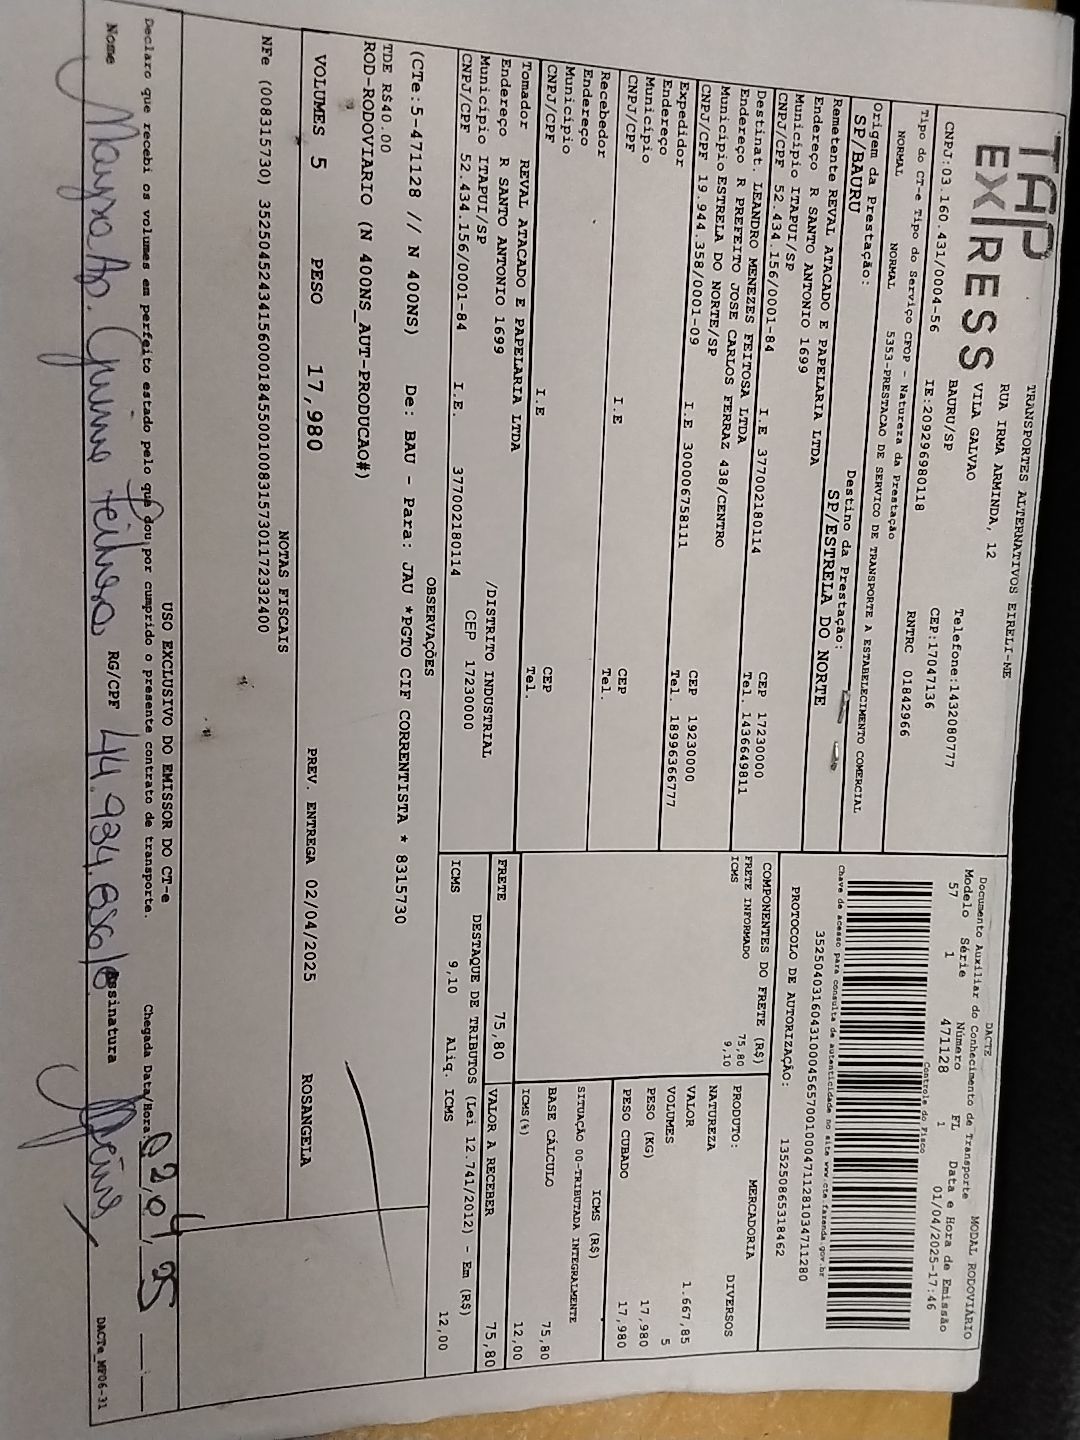 TAP
EXPRESS
TRANSPORTES ALTERNATIVOS EIRELI-ME
RUA IRMA ARMINDA, 12
VILA GALVAO
BAURU/SP
Telefone:1432080777
CNPJ:03.160.431/0004-56 IE:209296980118 CEP:17047136
RNTRC 01842966
DACTE MODAL RODOVIÁRIO
Documento Auxiliar do Conhecimento de Transporte
Modelo Série Número FL Data e Hora de Emissão
57 1 471128 1 01/04/2025-17:46
Controle do Fisco
Chave de acesso para consulta de autenticidade no site www.cte.fazenda.gov.br
35250403160431000456570010004711281034711280
PROTOCOLO DE AUTORIZAÇÃO: 135250865318462
Tipo do CT-e Tipo do Serviço CFOP - Natureza da Prestação
NORMAL NORMAL 5353-PRESTACAO DE SERVICO DE TRANSPORTE A ESTABELECIMENTO COMERCIAL
Origem da Prestação: Destino da Prestação:
SP/BAURU SP/ESTRELA DO NORTE
Remetente REVAL ATACADO E PAPELARIA LTDA
Endereço R SANTO ANTONIO 1699
Município ITAPUI/SP CEP 17230000
CNPJ/CPF 52.434.156/0001-84 I.E 377002180114 Tel. 1436649811
Destinat. LEANDRO MENEZES FEITOSA LTDA
Endereço R PREFEITO JOSE CARLOS FERRAZ 438/CENTRO
Município ESTRELA DO NORTE/SP CEP 19230000
CNPJ/CPF 19.944.358/0001-09 I.E 300006758111 Tel. 18996366777
Expedidor
Endereço
Município CEP
CNPJ/CPF I.E Tel.
Recebedor
Endereço
Município CEP
CNPJ/CPF I.E Tel.
Tomador REVAL ATACADO E PAPELARIA LTDA
Endereço R SANTO ANTONIO 1699 /DISTRITO INDUSTRIAL
Município ITAPUI/SP CEP 17230000
CNPJ/CPF 52.434.156/0001-84 I.E. 377002180114
COMPONENTES DO FRETE (R$)
FRETE INFORMADO 75,80
ICMS 9,10
FRETE 75,80
PRODUTO: MERCADORIA
NATUREZA DIVERSOS
VALOR 1.667,85
VOLUMES 5
PESO (KG) 17,980
PESO CUBADO 17,980
ICMS (R$)
SITUAÇÃO 00-TRIBUTADA INTEGRALMENTE
BASE CÁLCULO 75,80
ICMS(%) 12,00
VALOR A RECEBER 75,80
DESTAQUE DE TRIBUTOS (Lei 12.741/2012) - Em (R$)
ICMS 9,10 Alíq. ICMS 12,00
OBSERVAÇÕES
(CTe:5-471128 // N 400NS) De: BAU - Para: JAU *PGTO CIF CORRENTISTA * 8315730
TDE R$40.00
ROD-RODOVIARIO (N 400NS_AUT-PRODUCAO#)
VOLUMES 5 PESO 17,980 PREV. ENTREGA 02/04/2025 ROSANGELA
NOTAS FISCAIS
NFe (008315730) 35250452434156000184550010083157301172332400
USO EXCLUSIVO DO EMISSOR DO CT-e
Declaro que recebi os volumes em perfeito estado pelo que dou por cumprido o presente contrato de transporte. Chegada Data/Hora 02/04/25
Nome RG/CPF Assinatura
DACTe_MF06-31